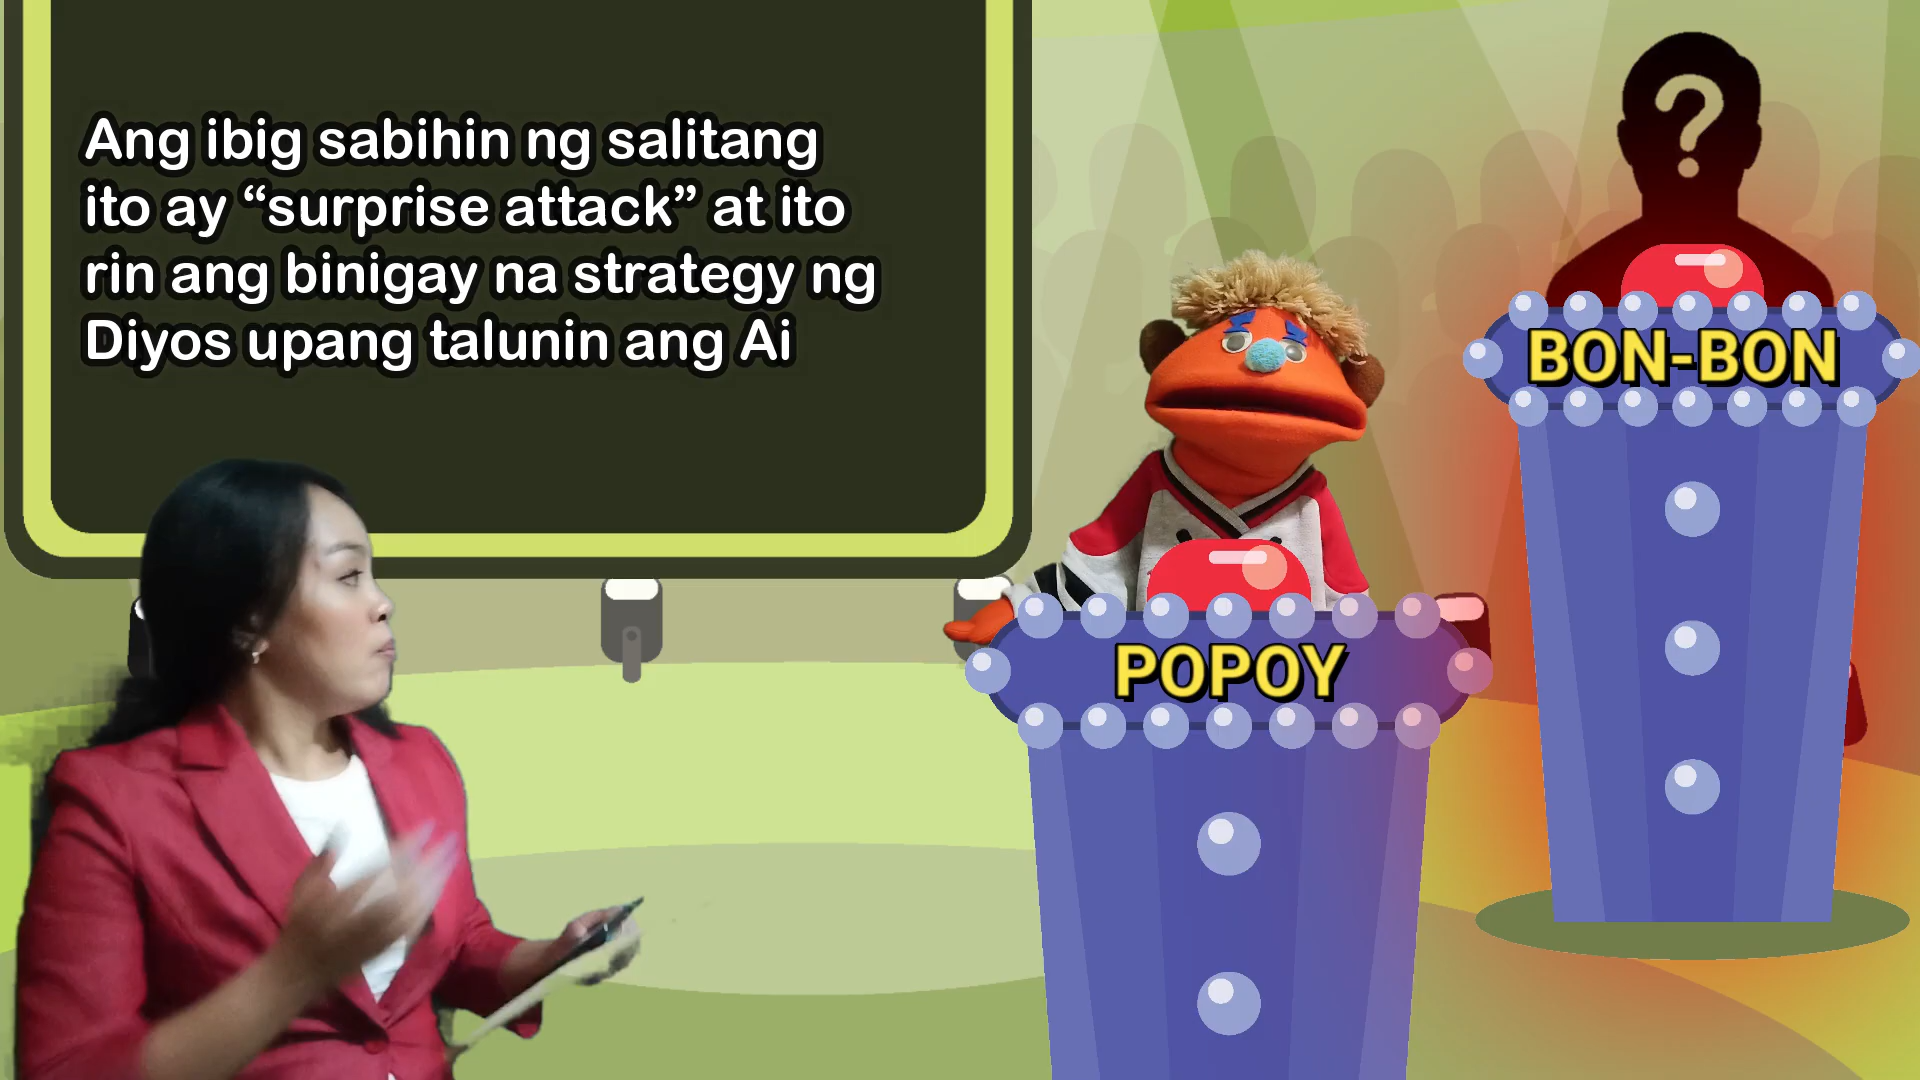 Ang ibig sabihin ng salitang
ito ay “surprise attack” at ito
rin ang binigay na strategy ng
Diyos upang talunin ang Ai
?
BON-BON
POPOY